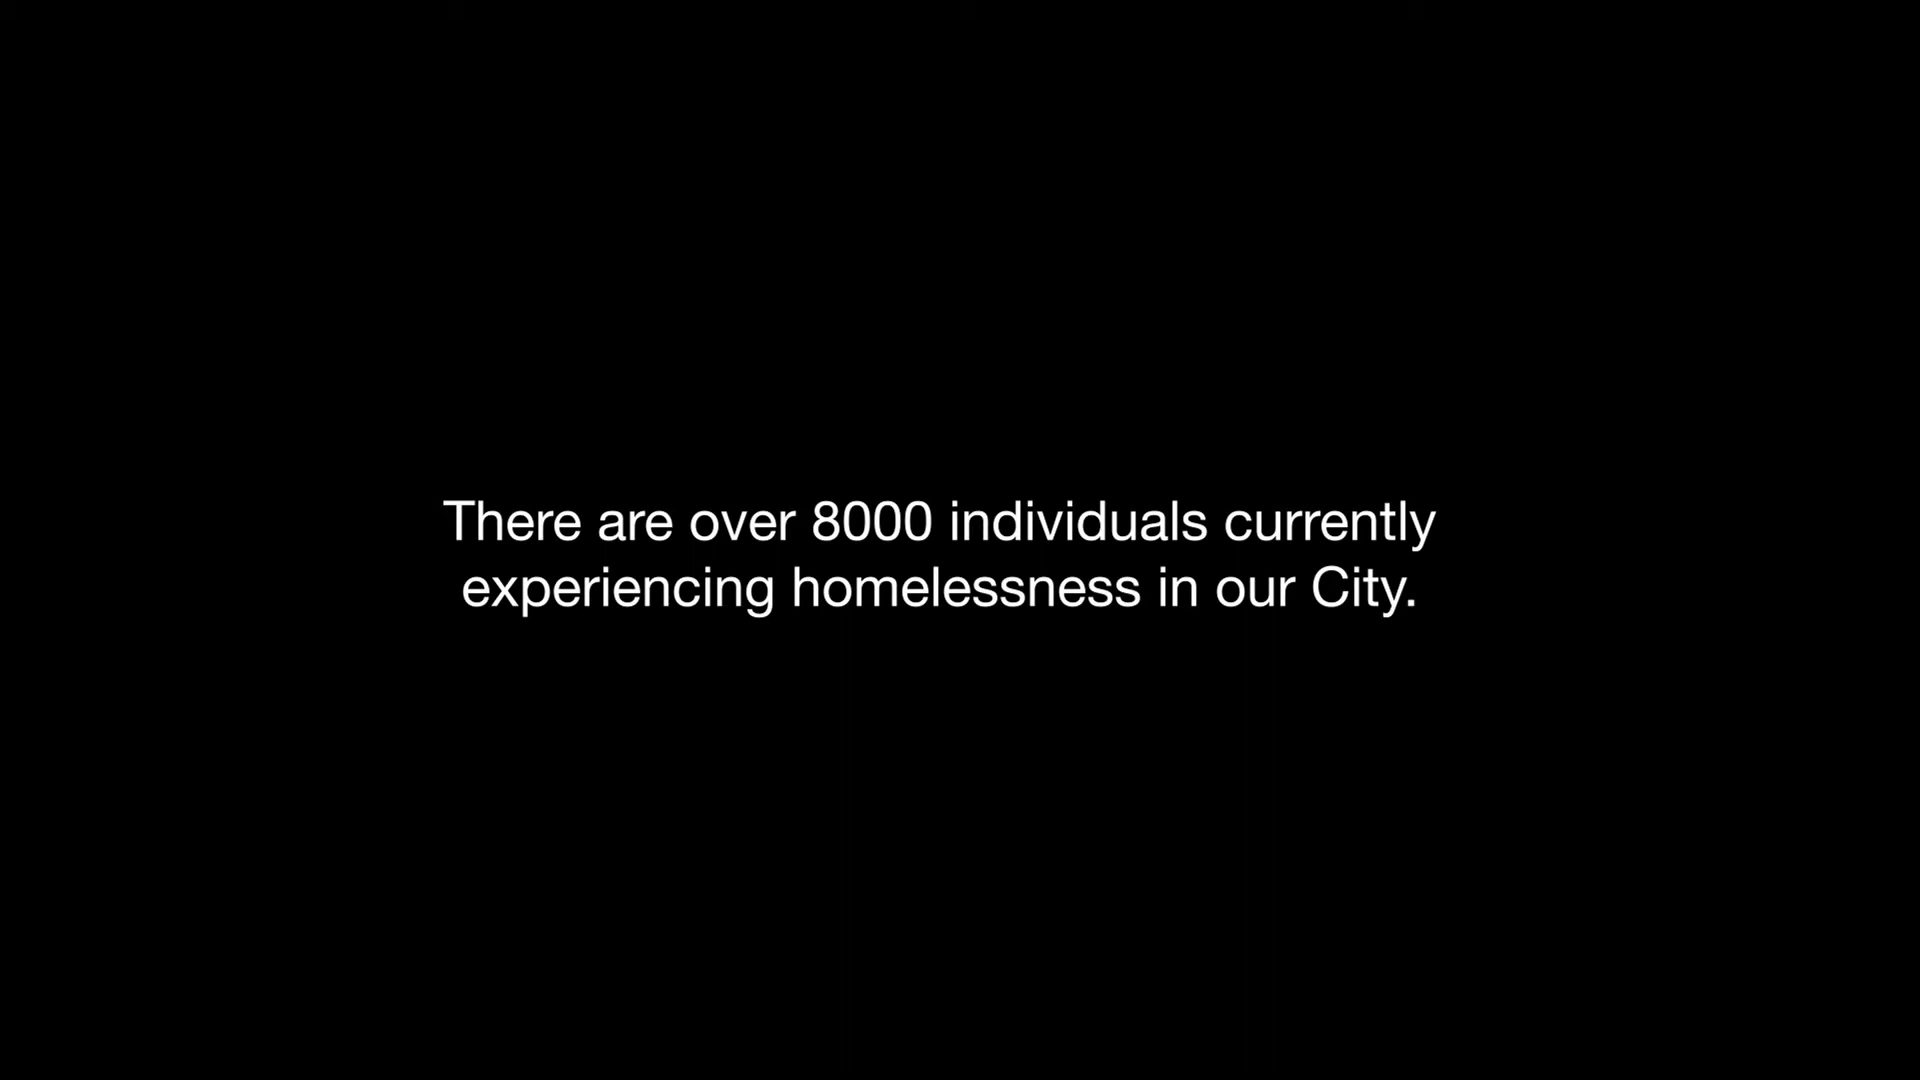 There are over 8000 individuals currently
experiencing homelessness in our City.